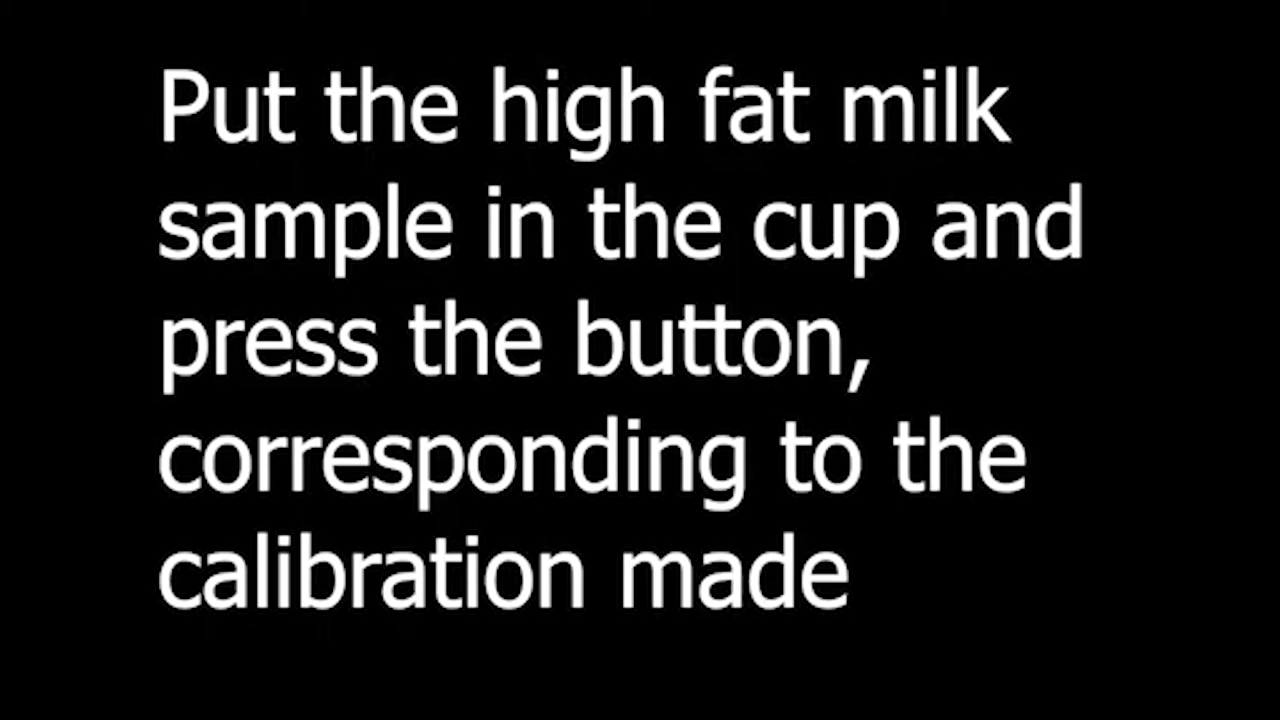 Put the high fat milk
sample in the cup and
press the button,
corresponding to the
calibration made